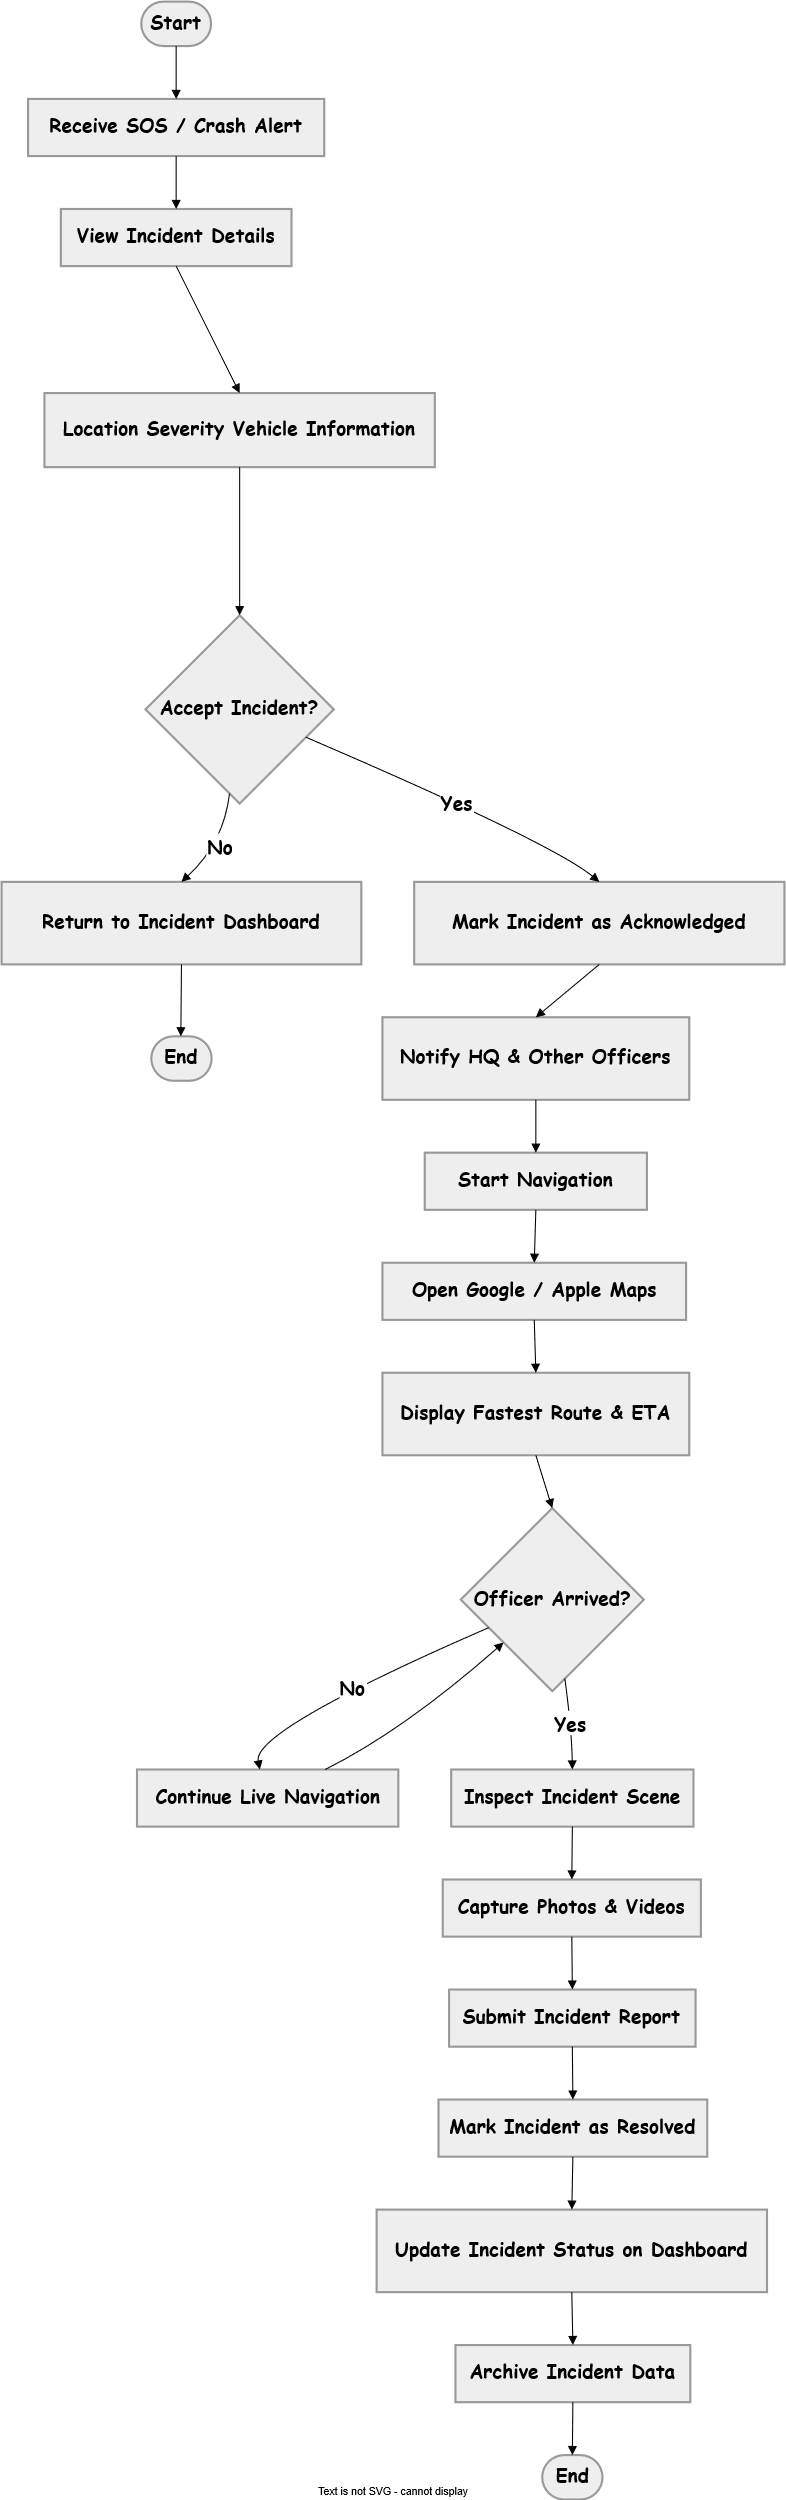 Start
Receive SOS / Crash Alert
View Incident Details
Location Severity Vehicle Information
Accept Incident?
Yes
No
Return to Incident Dashboard
Mark Incident as Acknowledged
End
Notify HQ & Other Officers
Start Navigation
Open Google / Apple Maps
Display Fastest Route & ETA
Officer Arrived?
No
Yes
Continue Live Navigation
Inspect Incident Scene
Capture Photos & Videos
Submit Incident Report
Mark Incident as Resolved
Update Incident Status on Dashboard
Archive Incident Data
End
Text is not SVG - cannot display